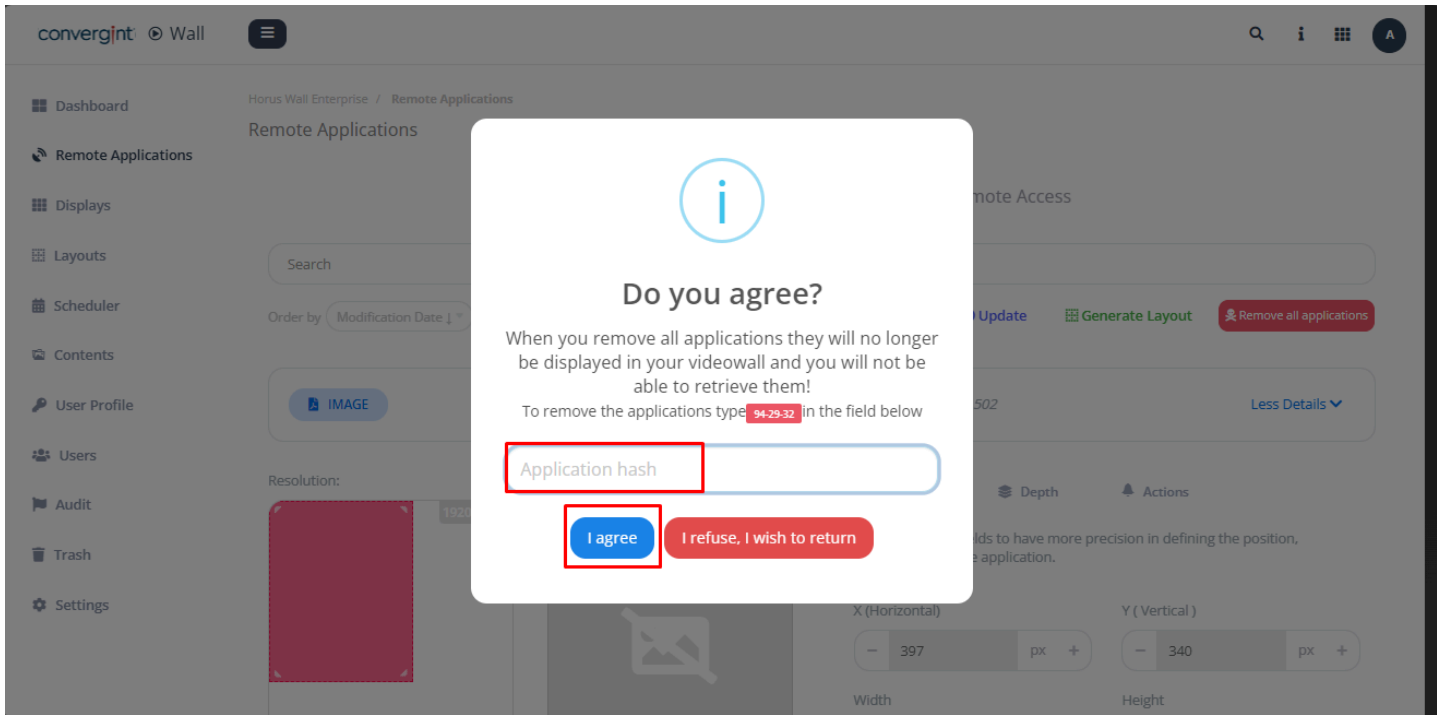 convergint Wall
A
Dashboard
Remote Applications
Displays
Layouts
Scheduler
Contents
User Profile
Users
Audit
Trash
Settings
Horus Wall Enterprise / Remote Applications
Remote Applications
mote Access
Search
Order by Modification Date
Update
Generate Layout
Remove all applications
IMAGE
502
Less Details
Resolution:
1920
Depth
Actions
lds to have more precision in defining the position,
e application.
X (Horizontal)
Y ( Vertical )
397 px +
340 px +
Width
Height
i
Do you agree?
When you remove all applications they will no longer
be displayed in your videowall and you will not be
able to retrieve them!
To remove the applications type 94-29-32 in the field below
Application hash
I agree
I refuse, I wish to return